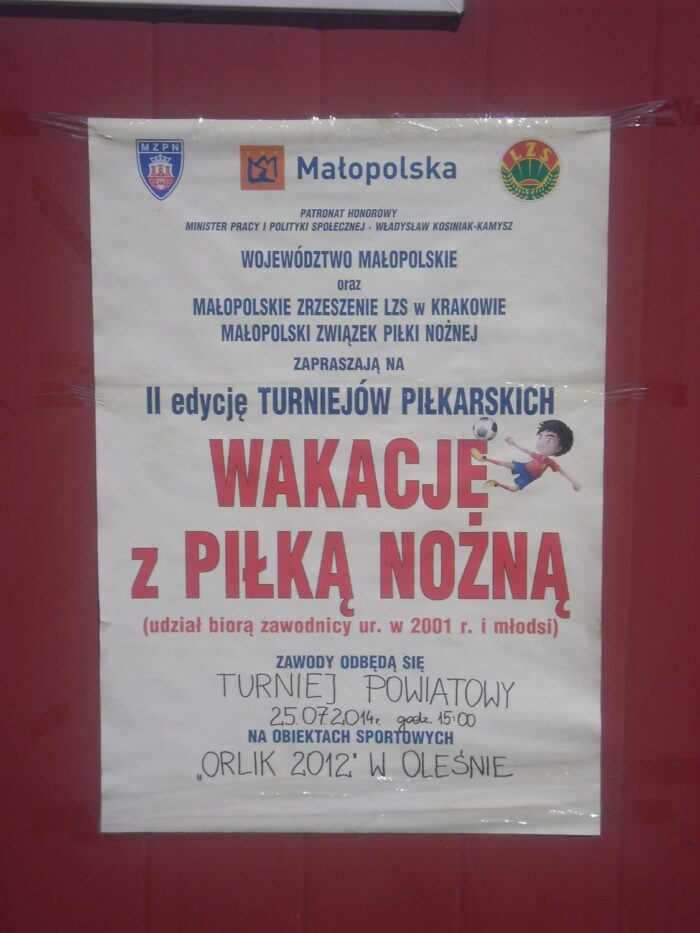 MZPN
Małopolska
LZS
PATRONAT HONOROWY
MINISTER PRACY I POLITYKI SPOŁECZNEJ - WŁADYSŁAW KOSINIAK-KAMYSZ
WOJEWÓDZTWO MAŁOPOLSKIE
oraz
MAŁOPOLSKIE ZRZESZENIE LZS w KRAKOWIE
MAŁOPOLSKI ZWIĄZEK PIŁKI NOŻNEJ
ZAPRASZAJĄ NA
II edycję TURNIEJÓW PIŁKARSKICH
WAKACJE
z PIŁKĄ NOŻNĄ
(udział biorą zawodnicy ur. w 2001 r. i młodsi)
ZAWODY ODBĘDĄ SIĘ
TURNIEJ POWIATOWY
25.07.2014r. godz. 15:00
NA OBIEKTACH SPORTOWYCH
„ORLIK 2012" W OLEŚNIE